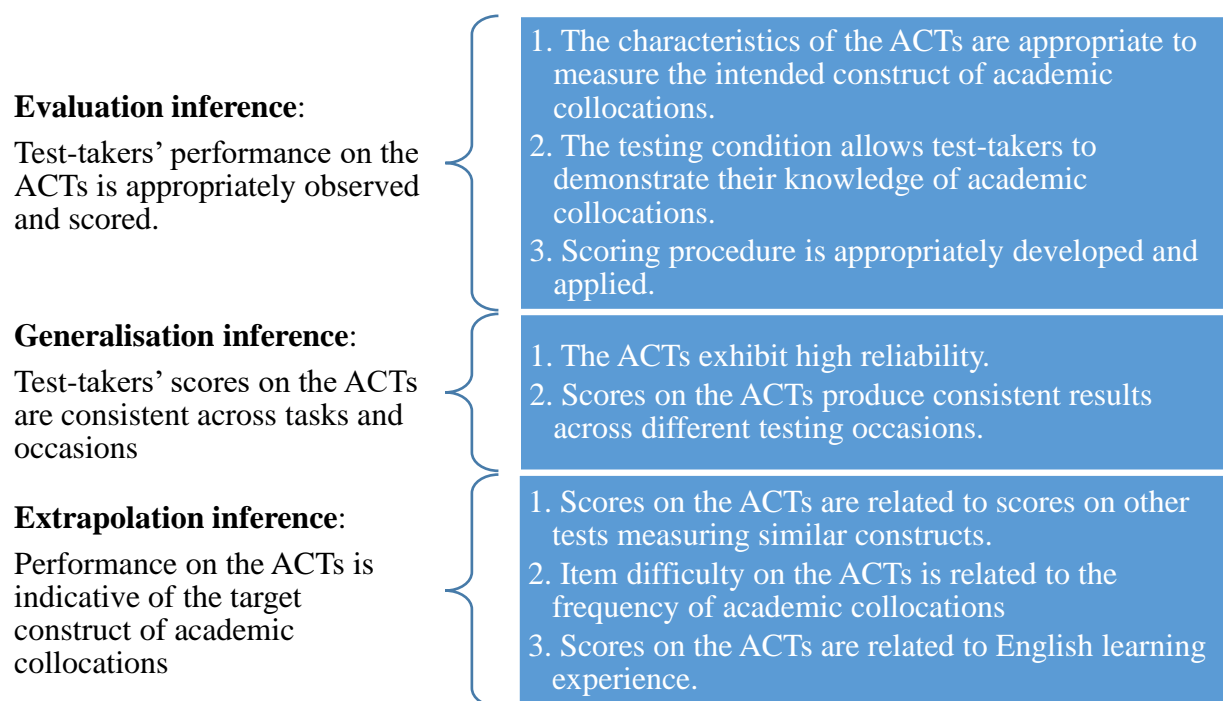 Evaluation inference:
Test-takers’ performance on the
ACTs is appropriately observed
and scored.
1. The characteristics of the ACTs are appropriate to
measure the intended construct of academic
collocations.
2. The testing condition allows test-takers to
demonstrate their knowledge of academic
collocations.
3. Scoring procedure is appropriately developed and
applied.
Generalisation inference:
Test-takers’ scores on the ACTs
are consistent across tasks and
occasions
1. The ACTs exhibit high reliability.
2. Scores on the ACTs produce consistent results
across different testing occasions.
Extrapolation inference:
Performance on the ACTs is
indicative of the target
construct of academic
collocations
1. Scores on the ACTs are related to scores on other
tests measuring similar constructs.
2. Item difficulty on the ACTs is related to the
frequency of academic collocations
3. Scores on the ACTs are related to English learning
experience.